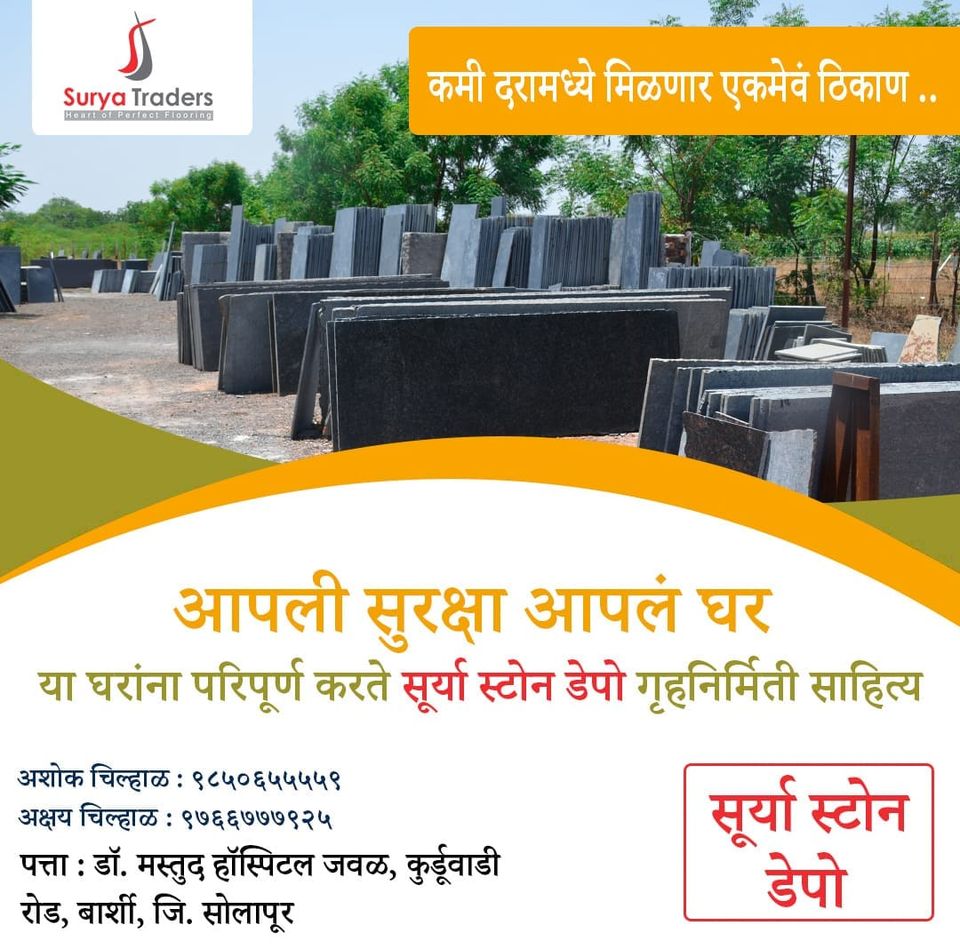 Surya Traders
Heart of Perfect Flooring
कमी दरामध्ये मिळणार एकमेवं ठिकाण ..
आपली सुरक्षा आपलं घर
या घरांना परिपूर्ण करते सूर्या स्टोन डेपो गृहनिर्मिती साहित्य
अशोक चिल्हाळ : ९८५०६५५५५९
अक्षय चिल्हाळ : ९७६६७७७९२५
पत्ता : डॉ. मस्तुद हॉस्पिटल जवळ, कुर्डूवाडी
रोड, बार्शी, जि. सोलापूर
सूर्या स्टोन
डेपो